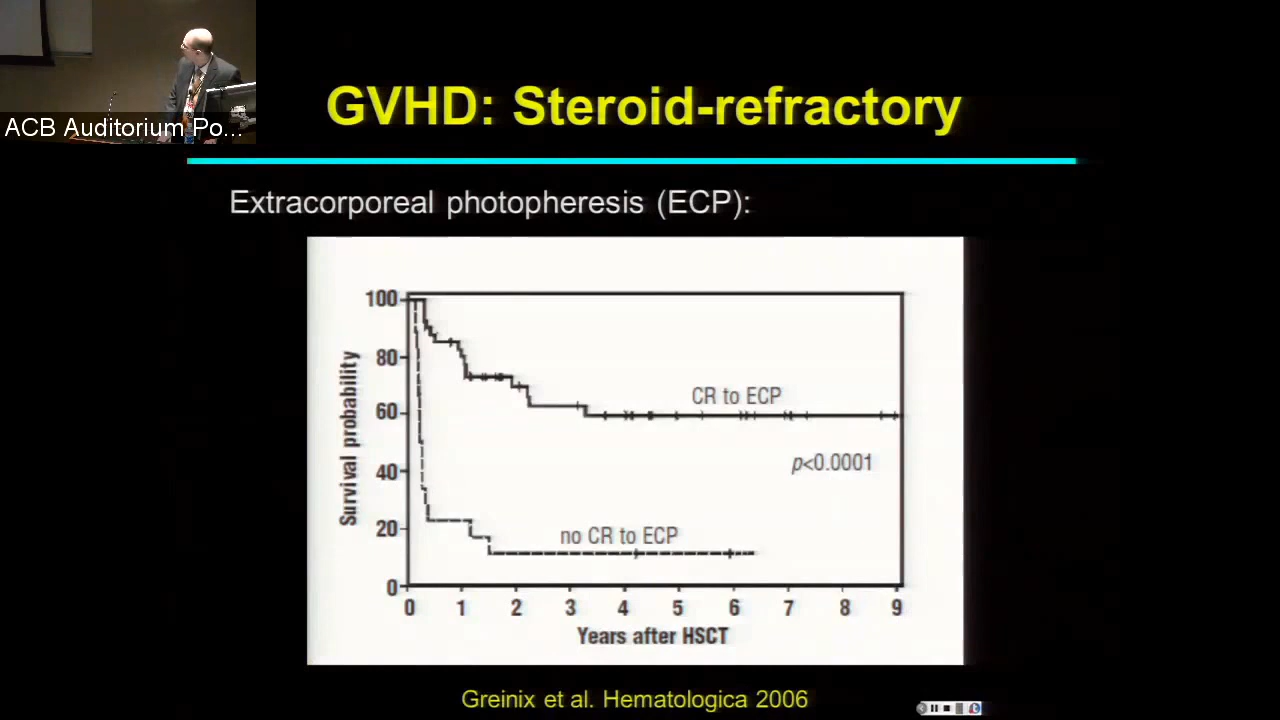 GVHD: Steroid-refractory
ACB Auditorium Po...
Extracorporeal photopheresis (ECP):
100
80
60
40
20
0
Survival probability
CR to ECP
p<0.0001
no CR to ECP
0 1 2 3 4 5 6 7 8 9
Years after HSCT
Greinix et al. Hematologica 2006